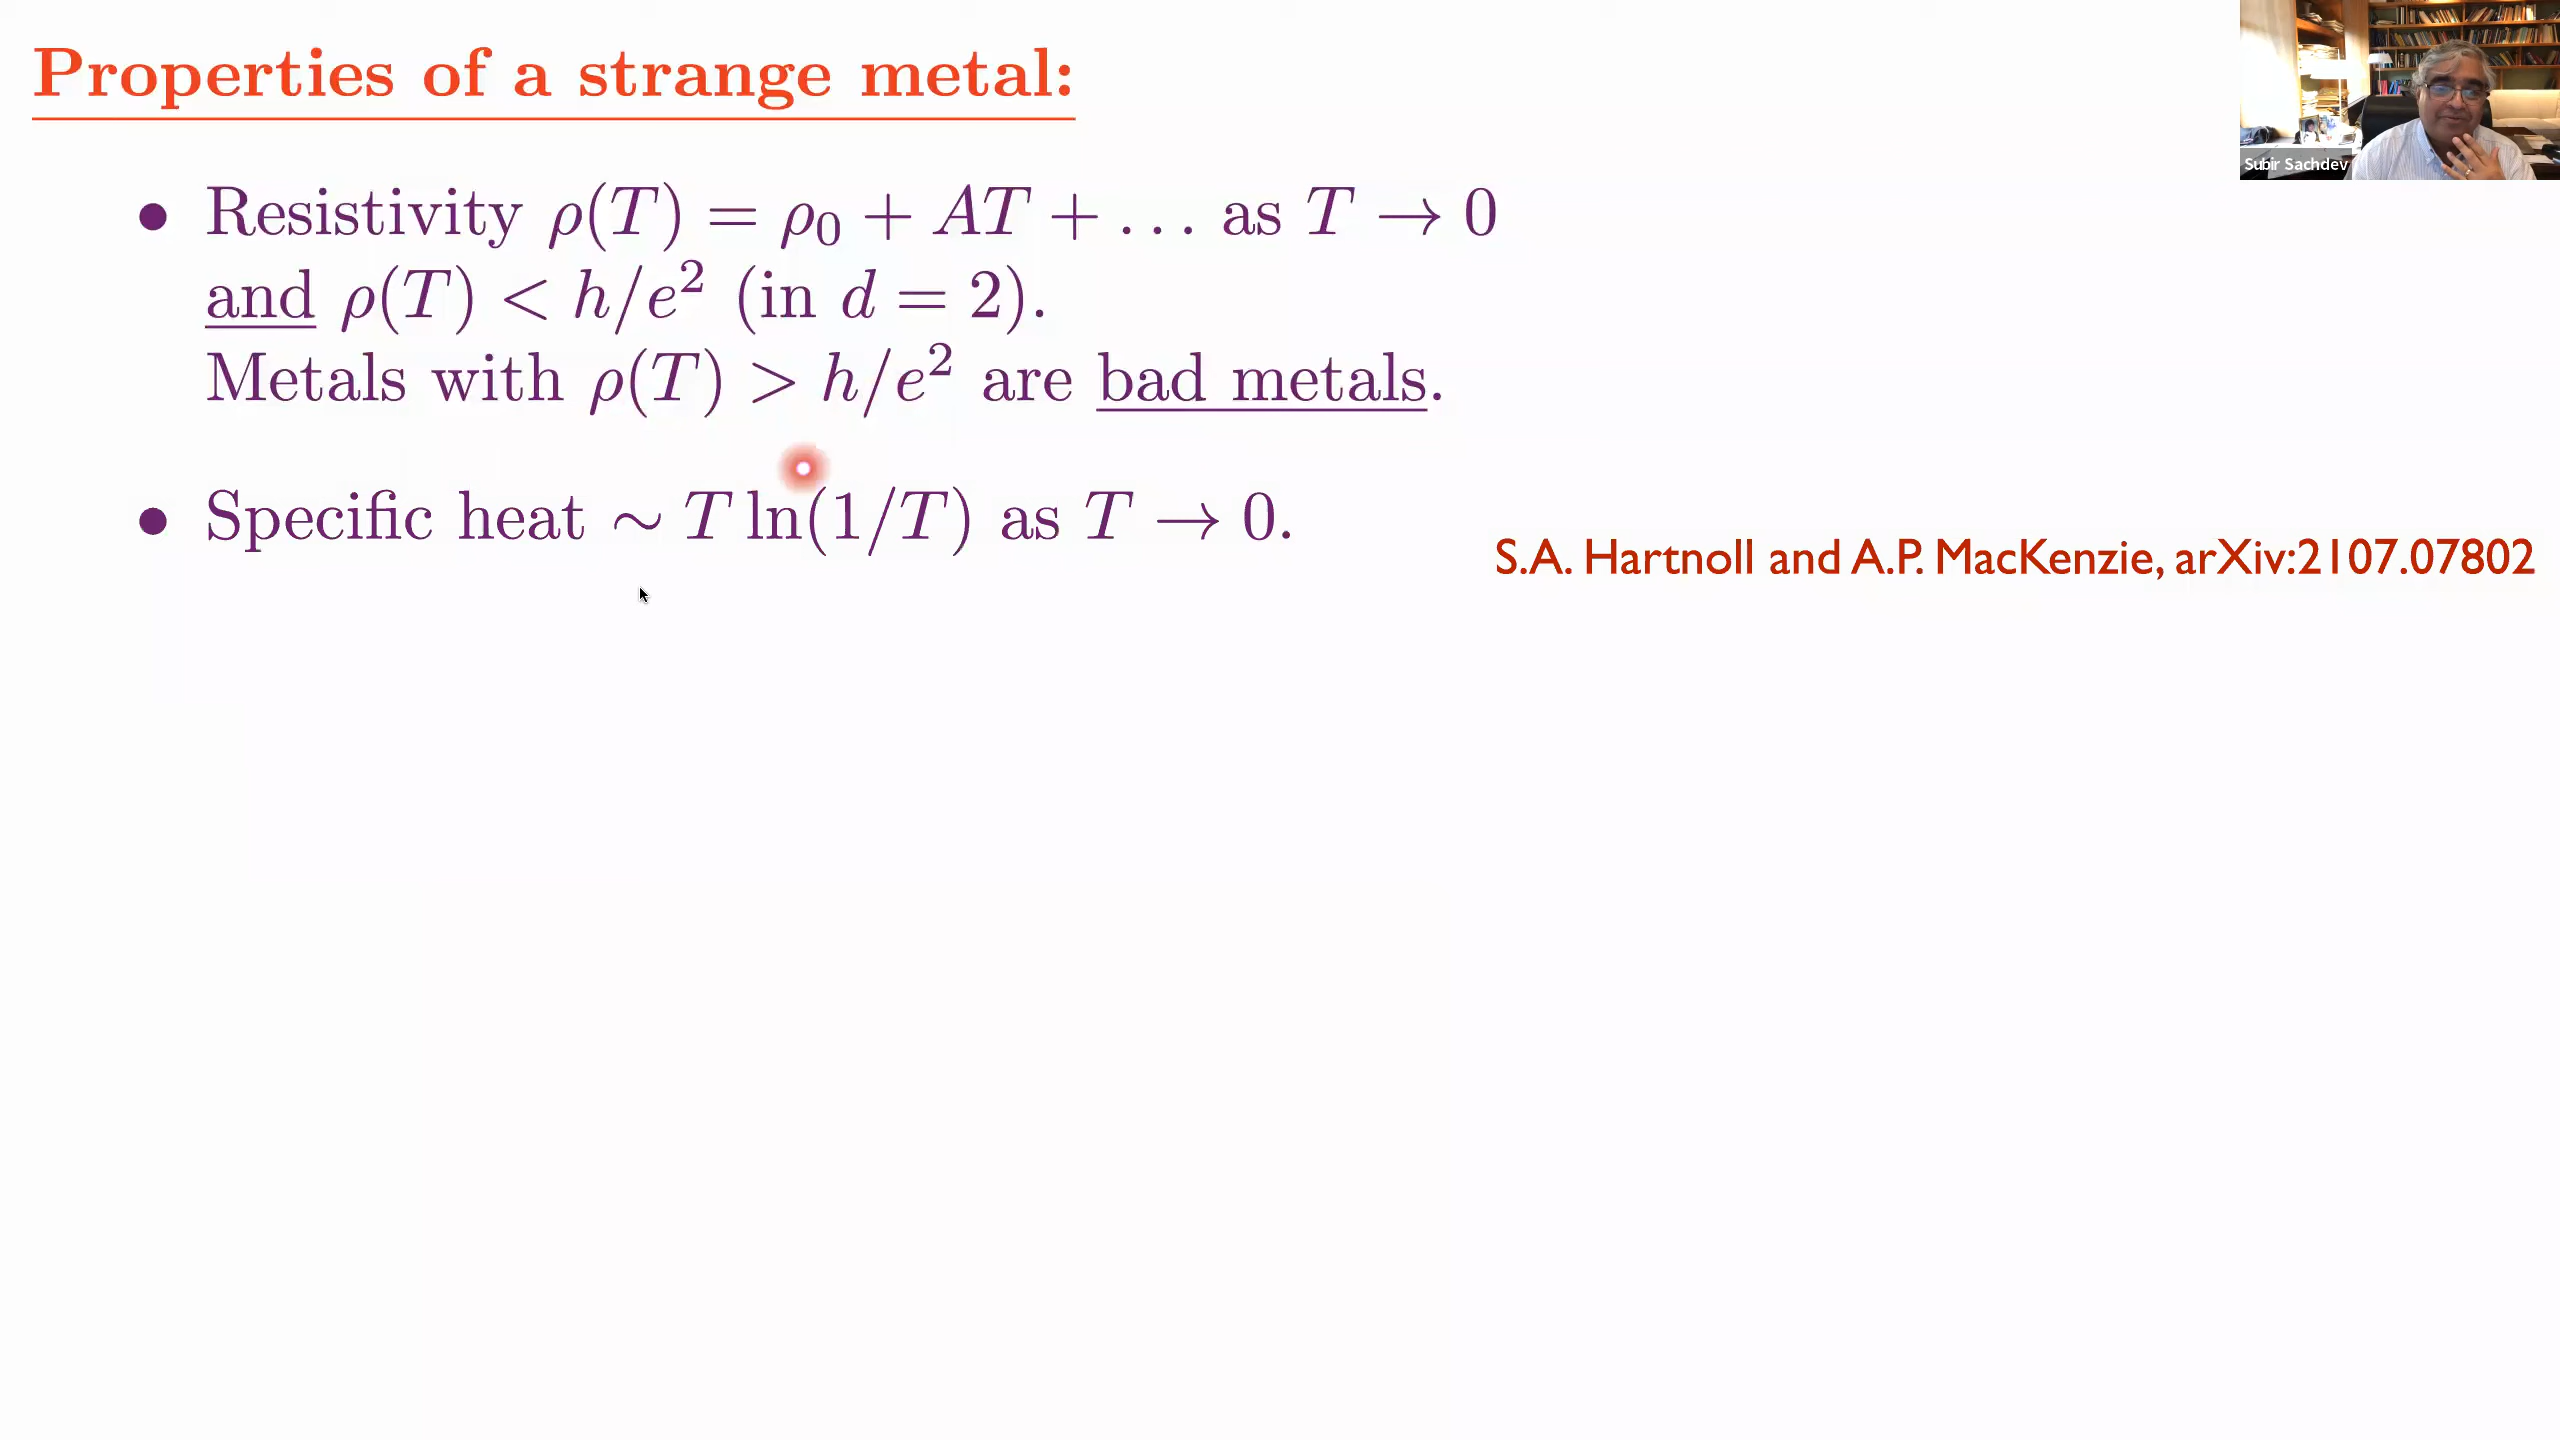 Properties of a strange metal:
Subir Sachdev
• Resistivity ρ(T) = ρ₀ + AT + . . . as T → 0
and ρ(T) < h/e² (in d = 2).
Metals with ρ(T) > h/e² are bad metals.
• Specific heat ∼ T ln(1/T) as T → 0.
S.A. Hartnoll and A.P. MacKenzie, arXiv:2107.07802